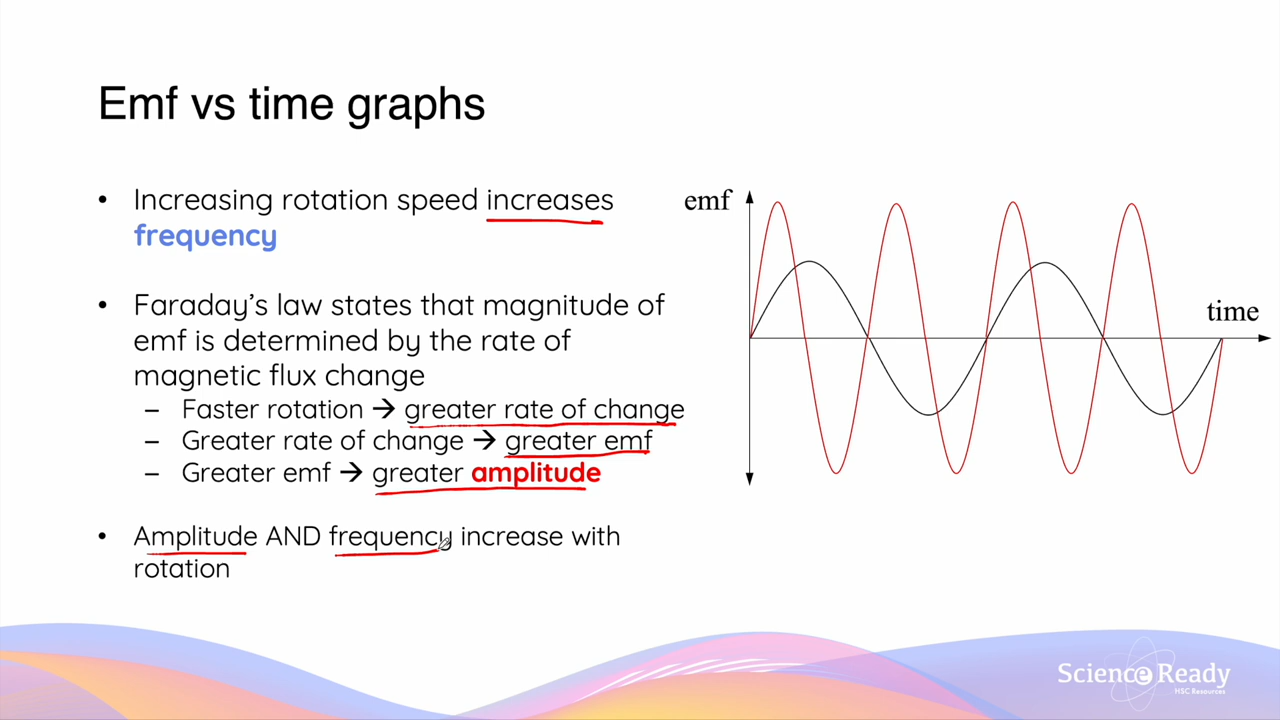 Emf vs time graphs
• Increasing rotation speed increases
frequency
• Faraday's law states that magnitude of
emf is determined by the rate of
magnetic flux change
– Faster rotation → greater rate of change
– Greater rate of change → greater emf
– Greater emf → greater amplitude
• Amplitude AND frequency increase with
rotation
emf
time
Science Ready
HSC Resources